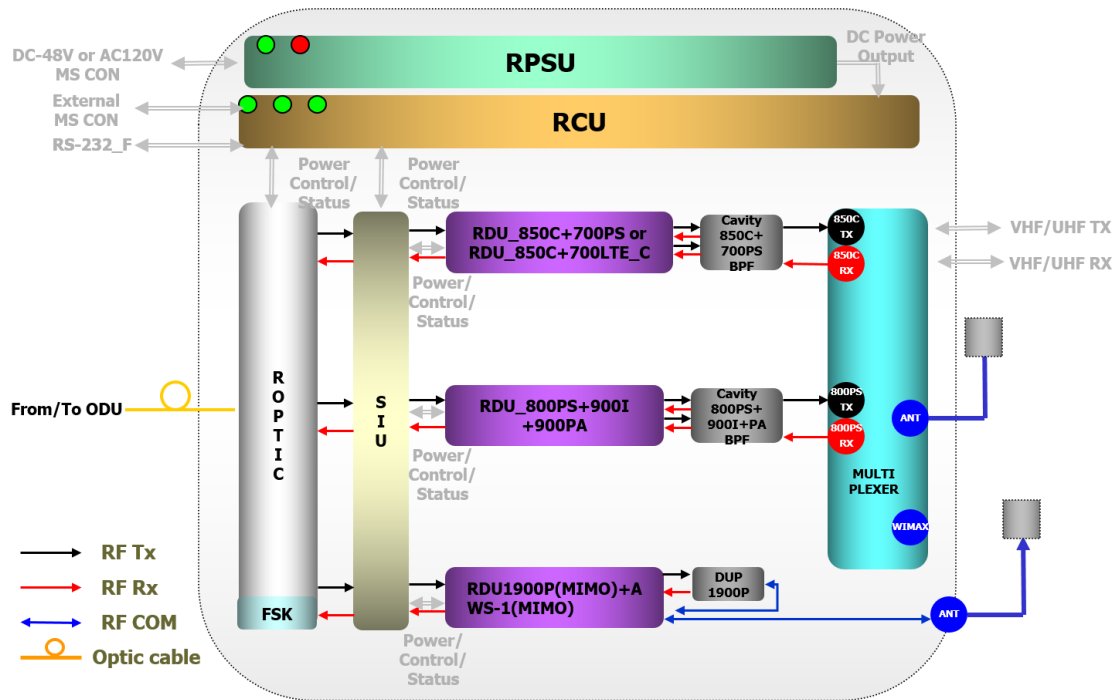 DC-48V or AC120V
MS CON
RPSU
DC Power
Output
External
MS CON
RCU
RS-232_F
Power
Control/
Status
Power
Control/
Status
RDU_850C+700PS or
RDU_850C+700LTE_C
Cavity
850C+
700PS
BPF
850C
TX
850C
RX
VHF/UHF TX
VHF/UHF RX
Power/
Control/
Status
From/To ODU
R
O
P
T
I
C
S
I
U
RDU_800PS+900I
+900PA
Cavity
800PS+
900I+PA
BPF
800PS
TX
800PS
RX
ANT
Power/
Control/
Status
MULTI
PLEXER
WIMAX
RF Tx
RF Rx
RF COM
Optic cable
FSK
RDU1900P(MIMO)+A
WS-1(MIMO)
DUP
1900P
ANT
Power/
Control/
Status